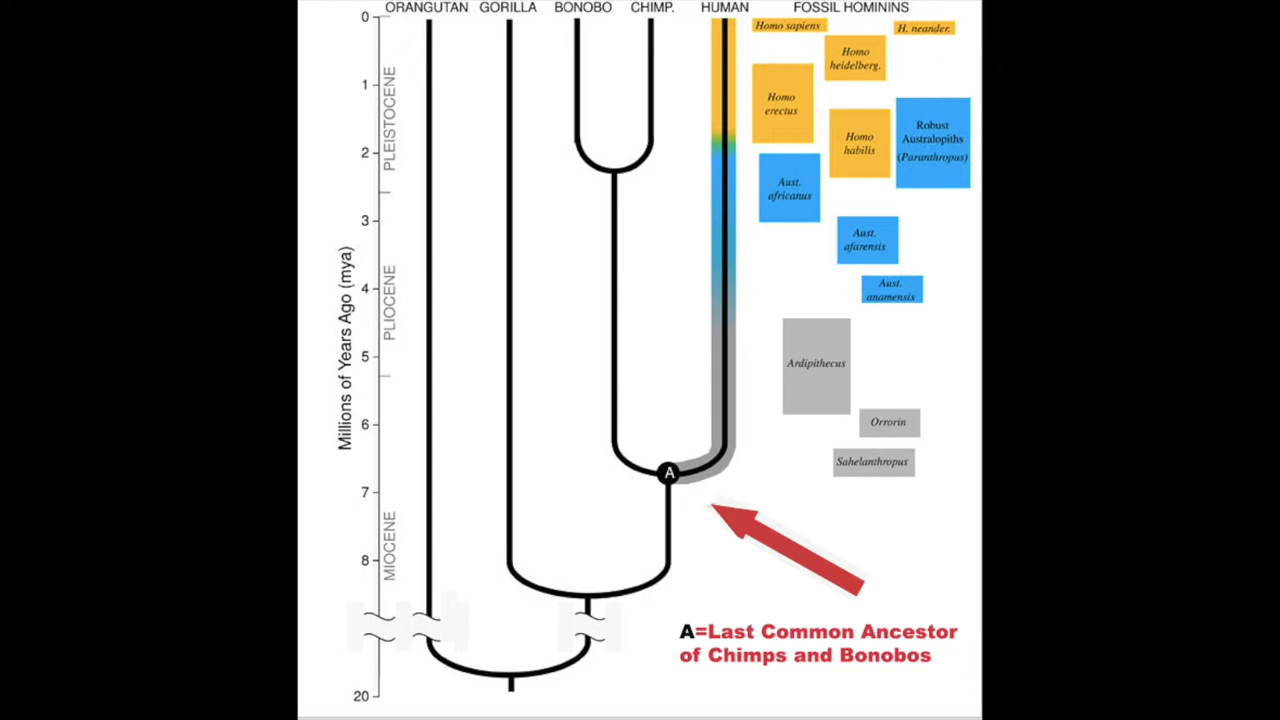 ORANGUTAN GORILLA BONOBO CHIMP. HUMAN FOSSIL HOMININS
Millions of Years Ago (mya)
0
1
2
3
4
5
6
7
8
20
PLEISTOCENE
PLIOCENE
MIOCENE
Homo sapiens
H. neander.
Homo
heidelberg.
Homo
erectus
Homo
habilis
Robust
Australopiths
(Paranthropus)
Aust.
africanus
Aust.
afarensis
Aust.
anamensis
Ardipithecus
Orrorin
Sahelanthropus
A
A=Last Common Ancestor
of Chimps and Bonobos